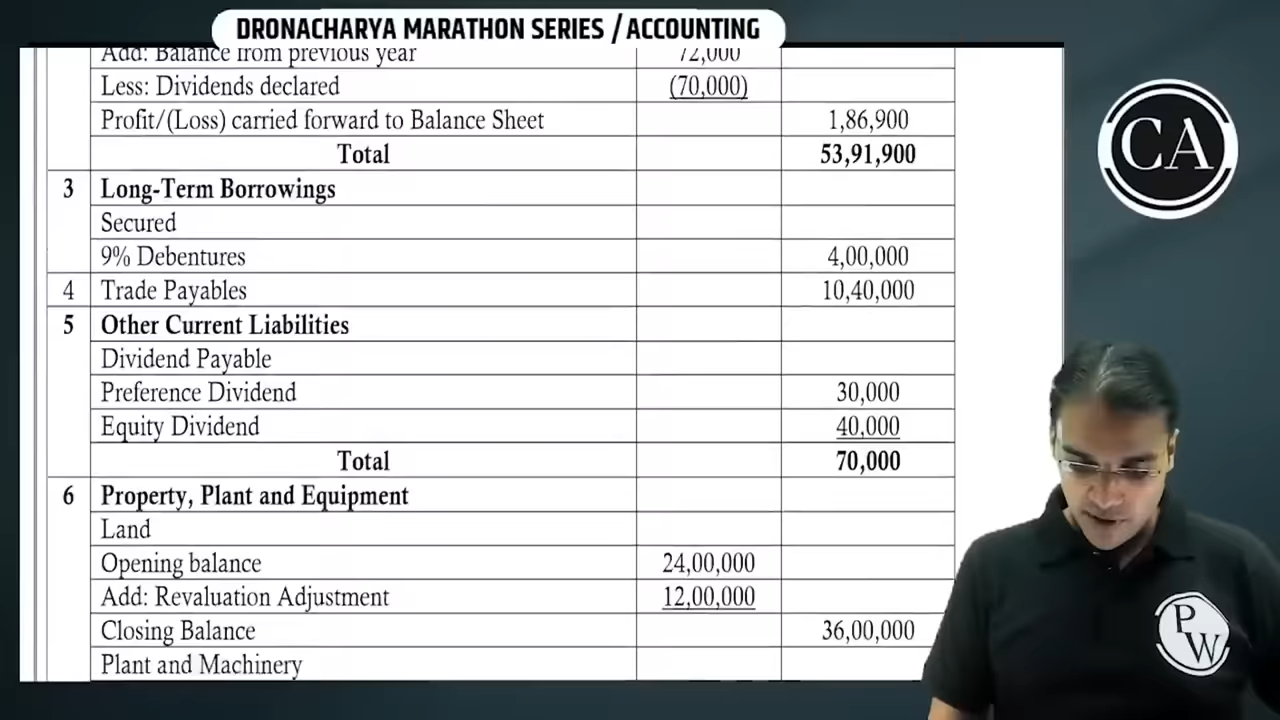 DRONACHARYA MARATHON SERIES / ACCOUNTING
Add: Balance from previous year 72,000
Less: Dividends declared (70,000)
Profit/(Loss) carried forward to Balance Sheet 1,86,900
Total 53,91,900
3 Long-Term Borrowings
Secured
9% Debentures 4,00,000
4 Trade Payables 10,40,000
5 Other Current Liabilities
Dividend Payable
Preference Dividend 30,000
Equity Dividend 40,000
Total 70,000
6 Property, Plant and Equipment
Land
Opening balance 24,00,000
Add: Revaluation Adjustment 12,00,000
Closing Balance 36,00,000
Plant and Machinery
CA
PW